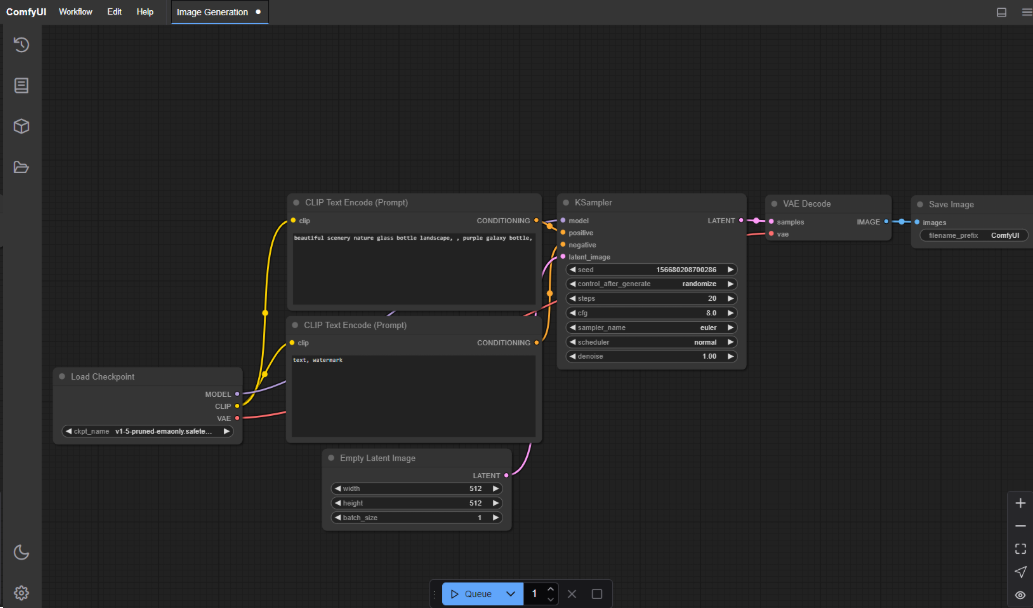 ComfyUI Workflow Edit Help Image Generation
CLIP Text Encode (Prompt)
clip CONDITIONING
beautiful scenery nature glass bottle landscape, , purple galaxy bottle,
CLIP Text Encode (Prompt)
clip CONDITIONING
text, watermark
Load Checkpoint
MODEL
CLIP
VAE
ckpt_name v1-5-pruned-emaonly.safete...
Empty Latent Image
LATENT
width 512
height 512
batch_size 1
KSampler
model LATENT
positive
negative
latent_image
seed 156680208700286
control_after_generate randomize
steps 20
cfg 8.0
sampler_name euler
scheduler normal
denoise 1.00
VAE Decode
samples IMAGE
vae
Save Image
images
filename_prefix ComfyUI
Queue 1